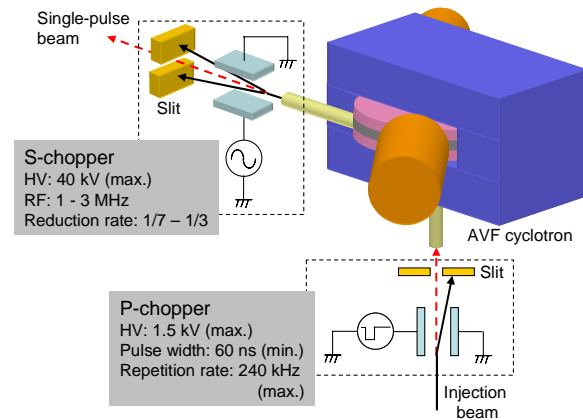 Single-pulse
beam
Slit
S-chopper
HV: 40 kV (max.)
RF: 1 - 3 MHz
Reduction rate: 1/7 – 1/3
AVF cyclotron
Slit
P-chopper
HV: 1.5 kV (max.)
Pulse width: 60 ns (min.)
Repetition rate: 240 kHz
(max.)
Injection
beam